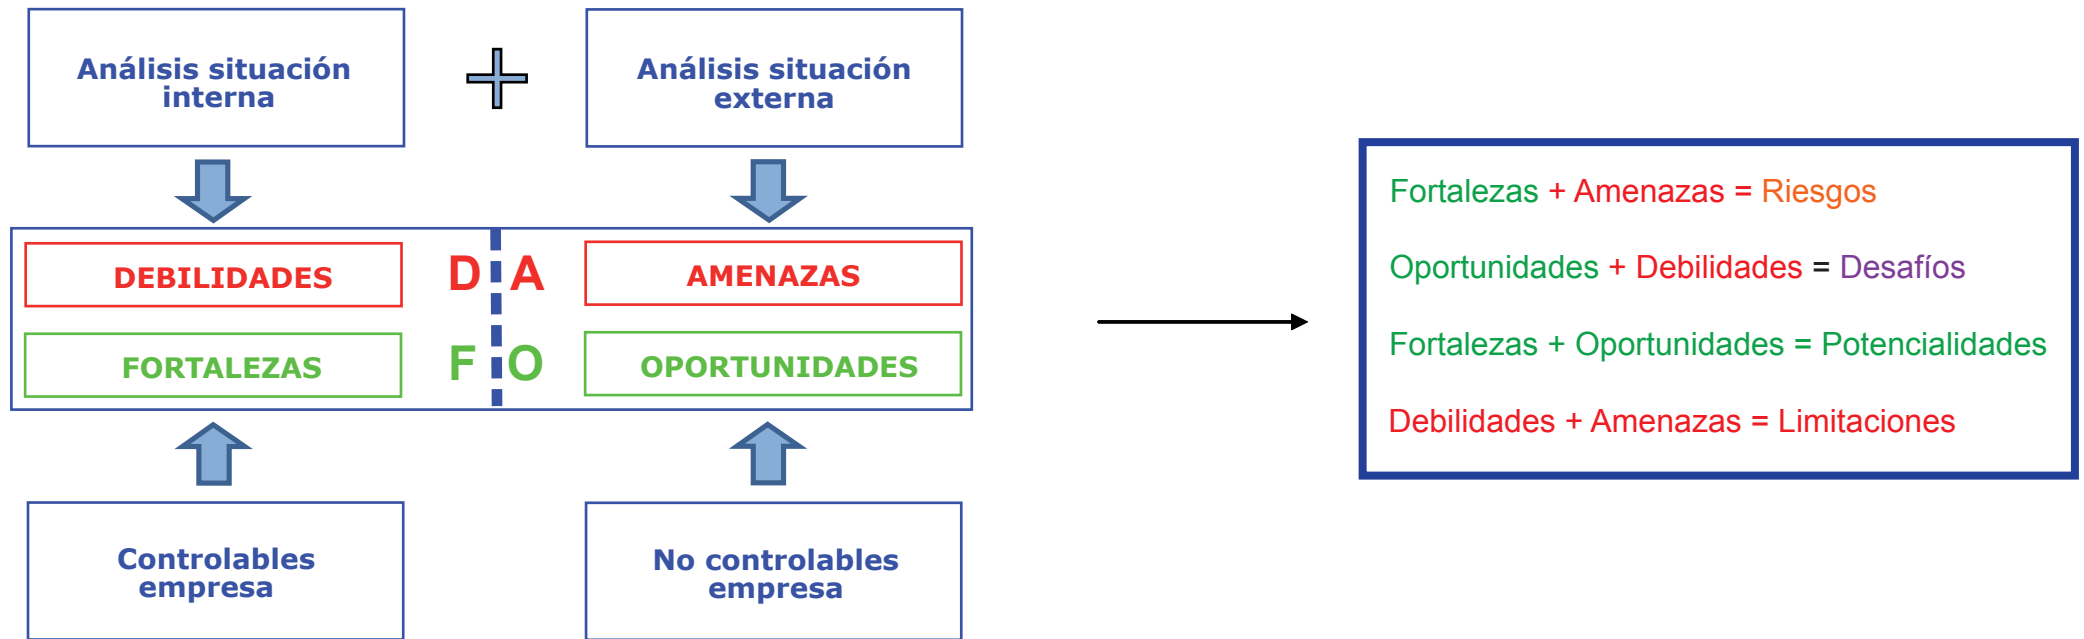 Análisis situación
interna
Análisis situación
externa
DEBILIDADES
D A
AMENAZAS
FORTALEZAS
F O
OPORTUNIDADES
Controlables
empresa
No controlables
empresa
Fortalezas + Amenazas = Riesgos
Oportunidades + Debilidades = Desafíos
Fortalezas + Oportunidades = Potencialidades
Debilidades + Amenazas = Limitaciones